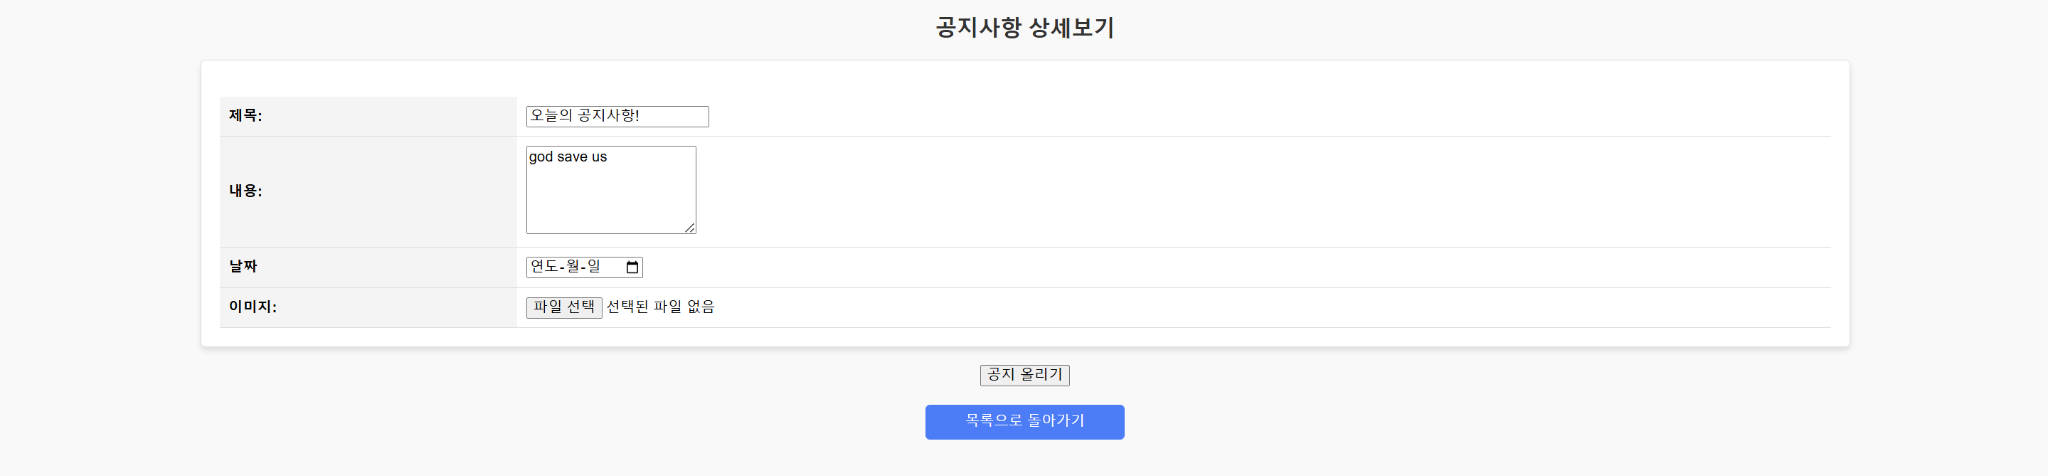 공지사항 상세보기
제목: 오늘의 공지사항!
내용: god save us
날짜 연도-월-일
이미지: 파일 선택 선택된 파일 없음
공지 올리기
목록으로 돌아가기